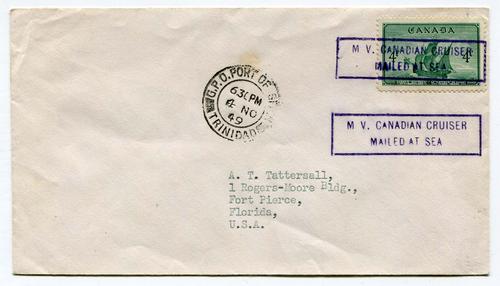 CANADA
4¢ 4¢
M V. CANADIAN CRUISER
MAILED AT SEA
G.P.O. PORT OF
630PM
4 NO
49
TRINIDAD
M V. CANADIAN CRUISER
MAILED AT SEA
A. T. Tattersall,
1 Rogers-Moore Bldg.,
Fort Pierce,
Florida,
U.S.A.